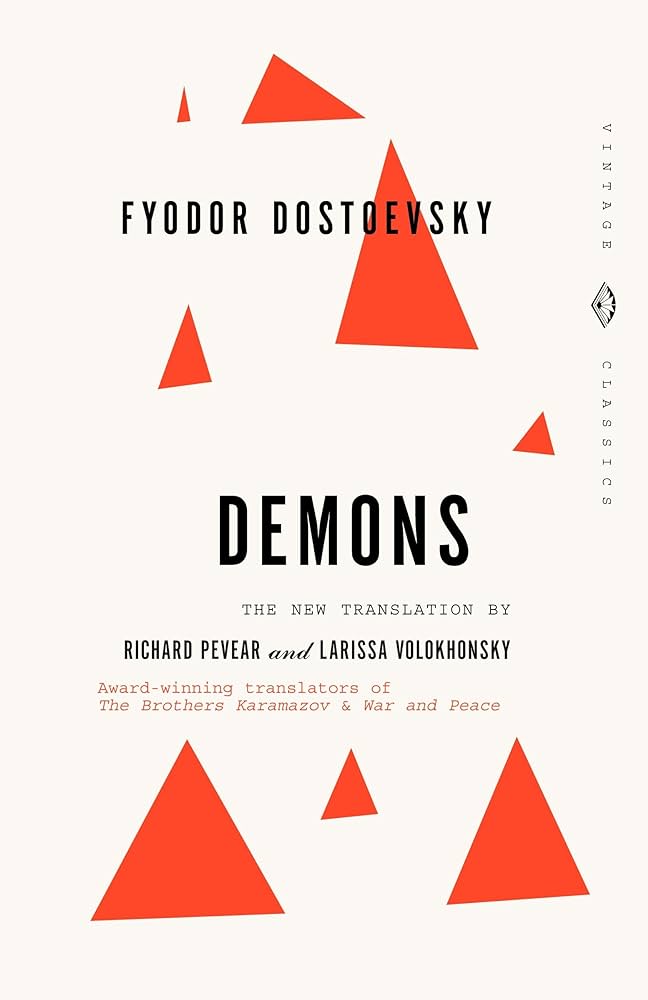 FYODOR DOSTOEVSKY
VINTAGE CLASSICS
DEMONS
THE NEW TRANSLATION BY
RICHARD PEVEAR and LARISSA VOLOKHONSKY
Award-winning translators of
The Brothers Karamazov & War and Peace